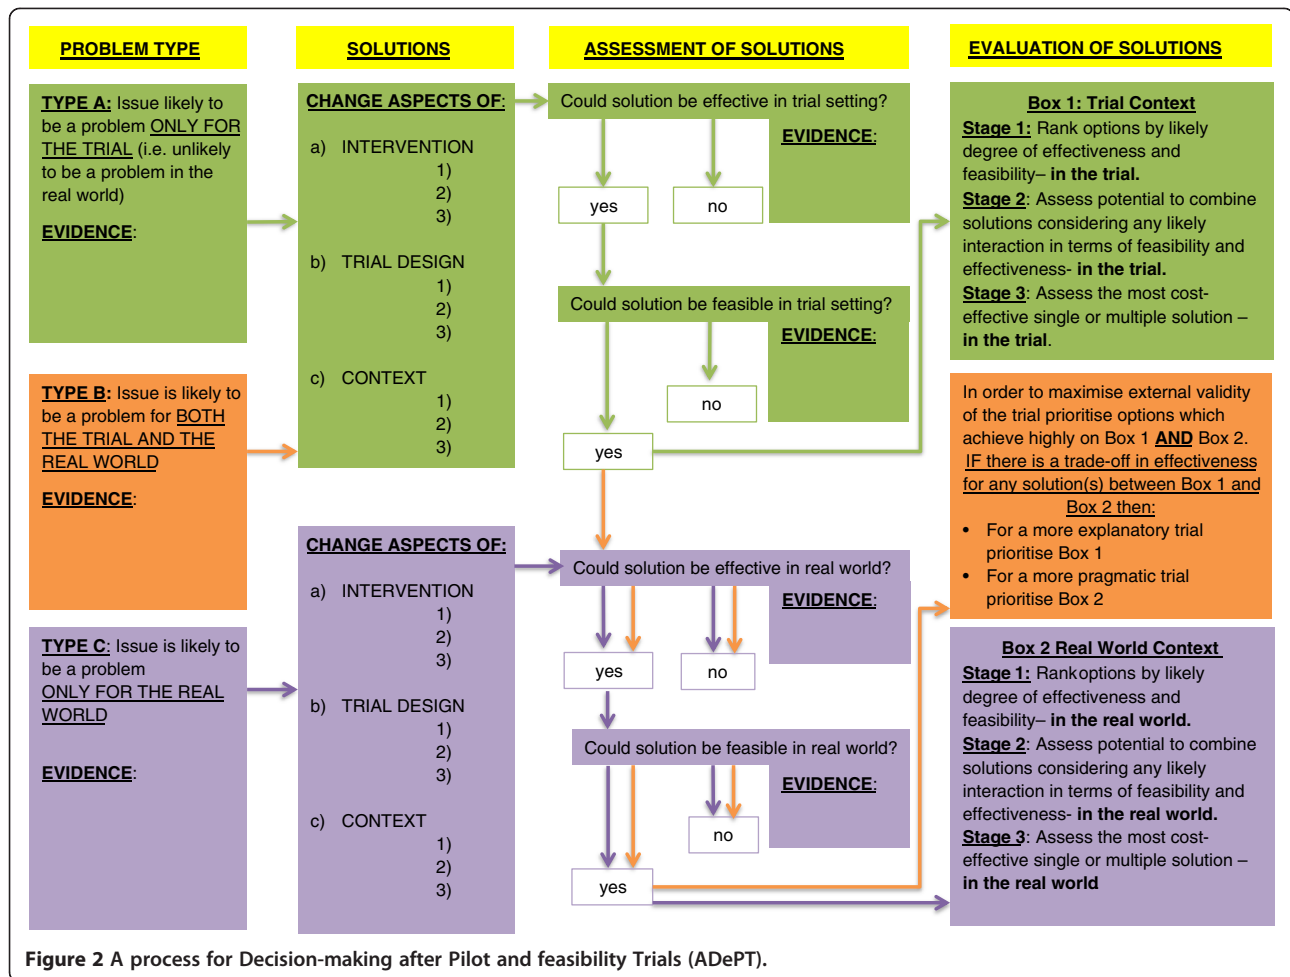 PROBLEM TYPE
SOLUTIONS
ASSESSMENT OF SOLUTIONS
EVALUATION OF SOLUTIONS
TYPE A: Issue likely to
be a problem ONLY FOR
THE TRIAL (i.e. unlikely
to be a problem in the
real world)
EVIDENCE:
TYPE B: Issue is likely to
be a problem for BOTH
THE TRIAL AND THE
REAL WORLD
EVIDENCE:
TYPE C: Issue is likely to
be a problem
ONLY FOR THE REAL
WORLD
EVIDENCE:
CHANGE ASPECTS OF:
a) INTERVENTION
1)
2)
3)
b) TRIAL DESIGN
1)
2)
3)
c) CONTEXT
1)
2)
3)
CHANGE ASPECTS OF:
a) INTERVENTION
1)
2)
3)
b) TRIAL DESIGN
1)
2)
3)
c) CONTEXT
1)
2)
3)
Could solution be effective in trial setting?
EVIDENCE:
yes
no
Could solution be feasible in trial setting?
EVIDENCE:
no
yes
Could solution be effective in real world?
EVIDENCE:
yes
no
Could solution be feasible in real world?
EVIDENCE:
no
yes
Box 1: Trial Context
Stage 1: Rank options by likely
degree of effectiveness and
feasibility– in the trial.
Stage 2: Assess potential to combine
solutions considering any likely
interaction in terms of feasibility and
effectiveness- in the trial.
Stage 3: Assess the most cost-
effective single or multiple solution –
in the trial.
In order to maximise external validity
of the trial prioritise options which
achieve highly on Box 1 AND Box 2.
IF there is a trade-off in effectiveness
for any solution(s) between Box 1 and
Box 2 then:
• For a more explanatory trial
prioritise Box 1
• For a more pragmatic trial
prioritise Box 2
Box 2 Real World Context
Stage 1: Rankoptions by likely
degree of effectiveness and
feasibility– in the real world.
Stage 2: Assess potential to combine
solutions considering any likely
interaction in terms of feasibility and
effectiveness- in the real world.
Stage 3: Assess the most cost-
effective single or multiple solution –
in the real world
Figure 2 A process for Decision-making after Pilot and feasibility Trials (ADePT).